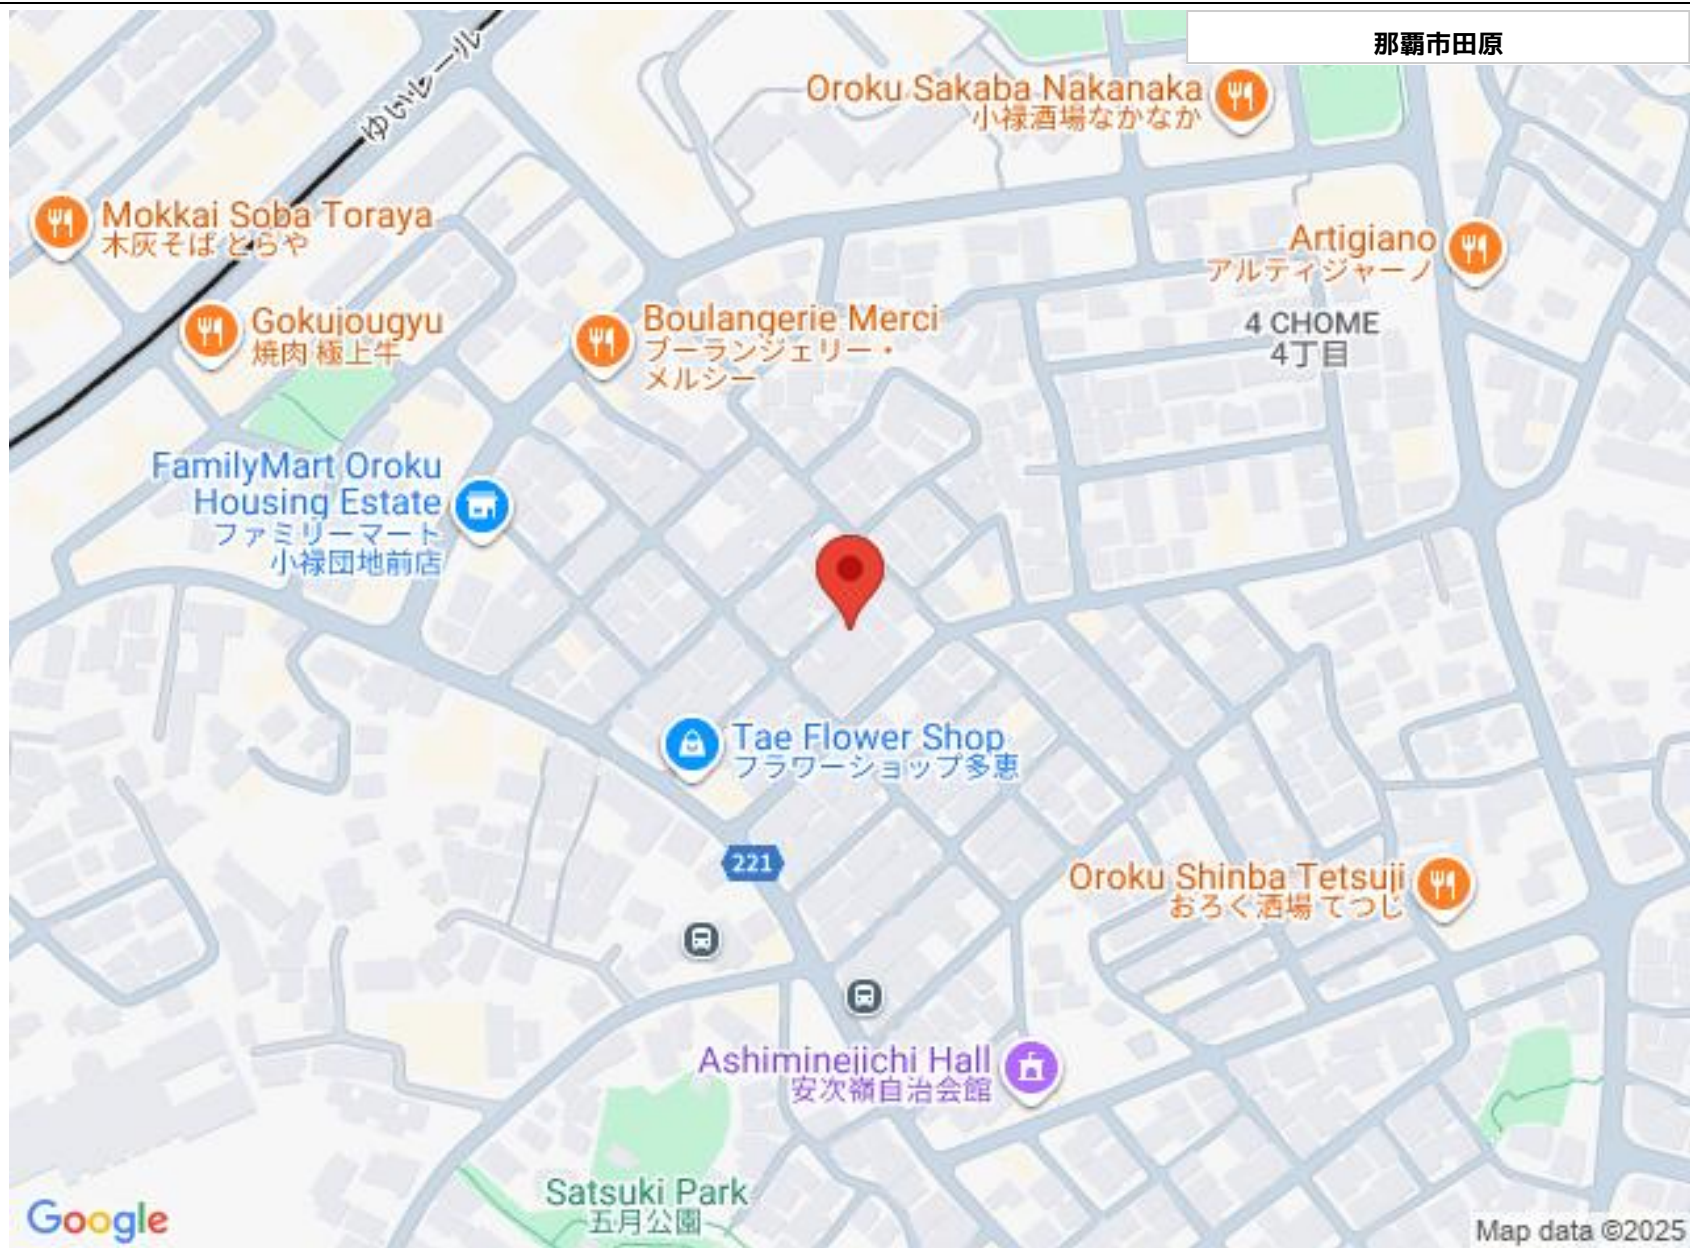 那覇市田原
ゆいレール
Oroku Sakaba Nakanaka
小禄酒場なかなか
Mokkai Soba Toraya
木灰そば とらや
Artigiano
アルティジャーノ
Gokujougyu
焼肉 極上牛
Boulangerie Merci
ブーランジェリー・
メルシー
4 CHOME
4丁目
FamilyMart Oroku
Housing Estate
ファミリーマート
小禄団地前店
Tae Flower Shop
フラワーショップ多恵
221
Oroku Shinba Tetsuji
おろく酒場 てつじ
Ashiminejichi Hall
安次嶺自治会館
Satsuki Park
五月公園
Google
Map data ©2025